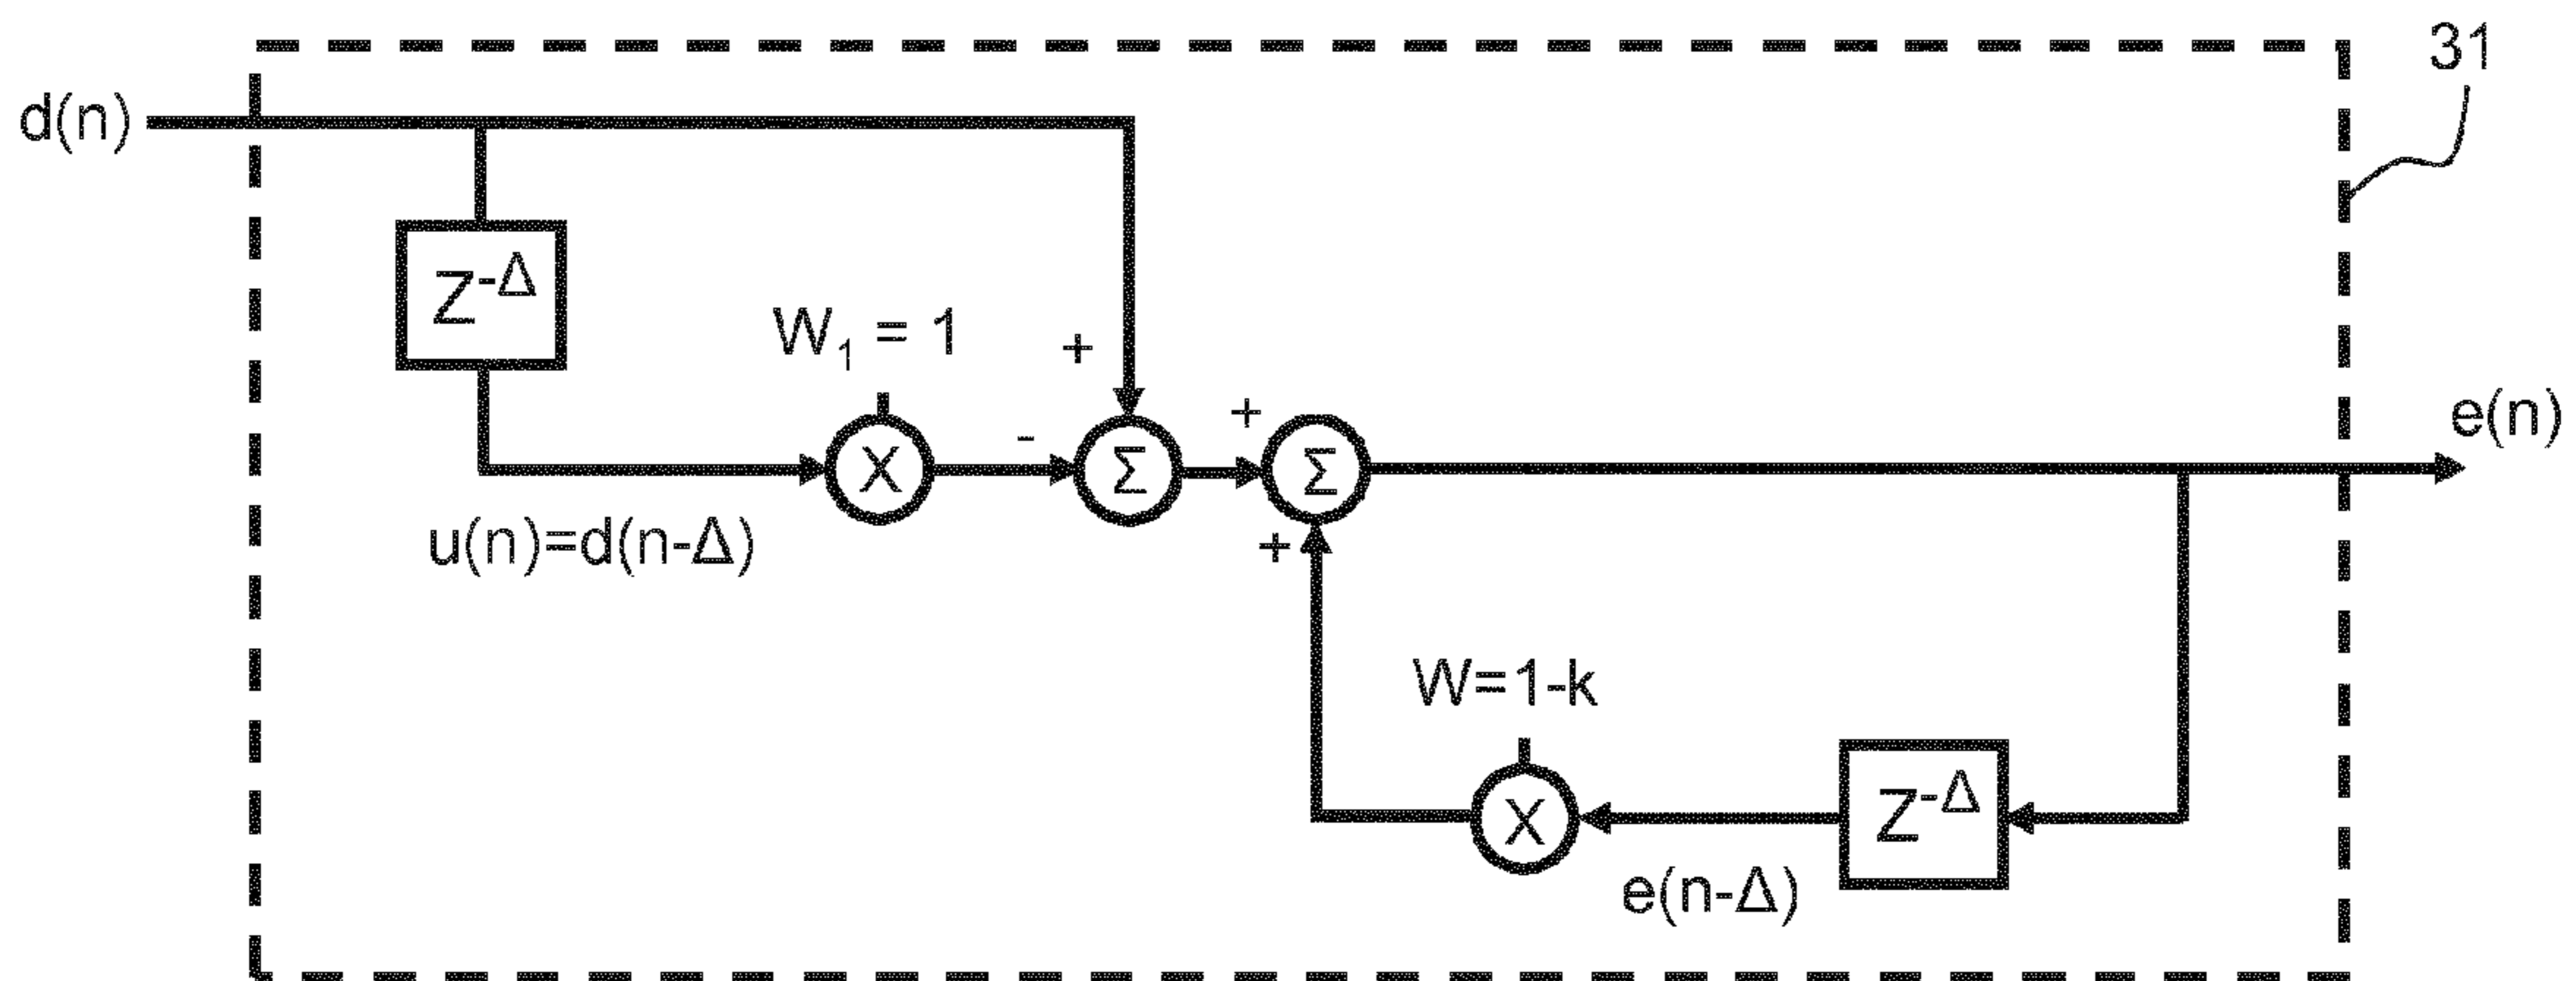 31
d(n)
Z^-Δ
W₁ = 1
+
-
+
e(n)
X
Σ
Σ
u(n)=d(n-Δ)
+
W=1-k
Z^-Δ
X
e(n-Δ)